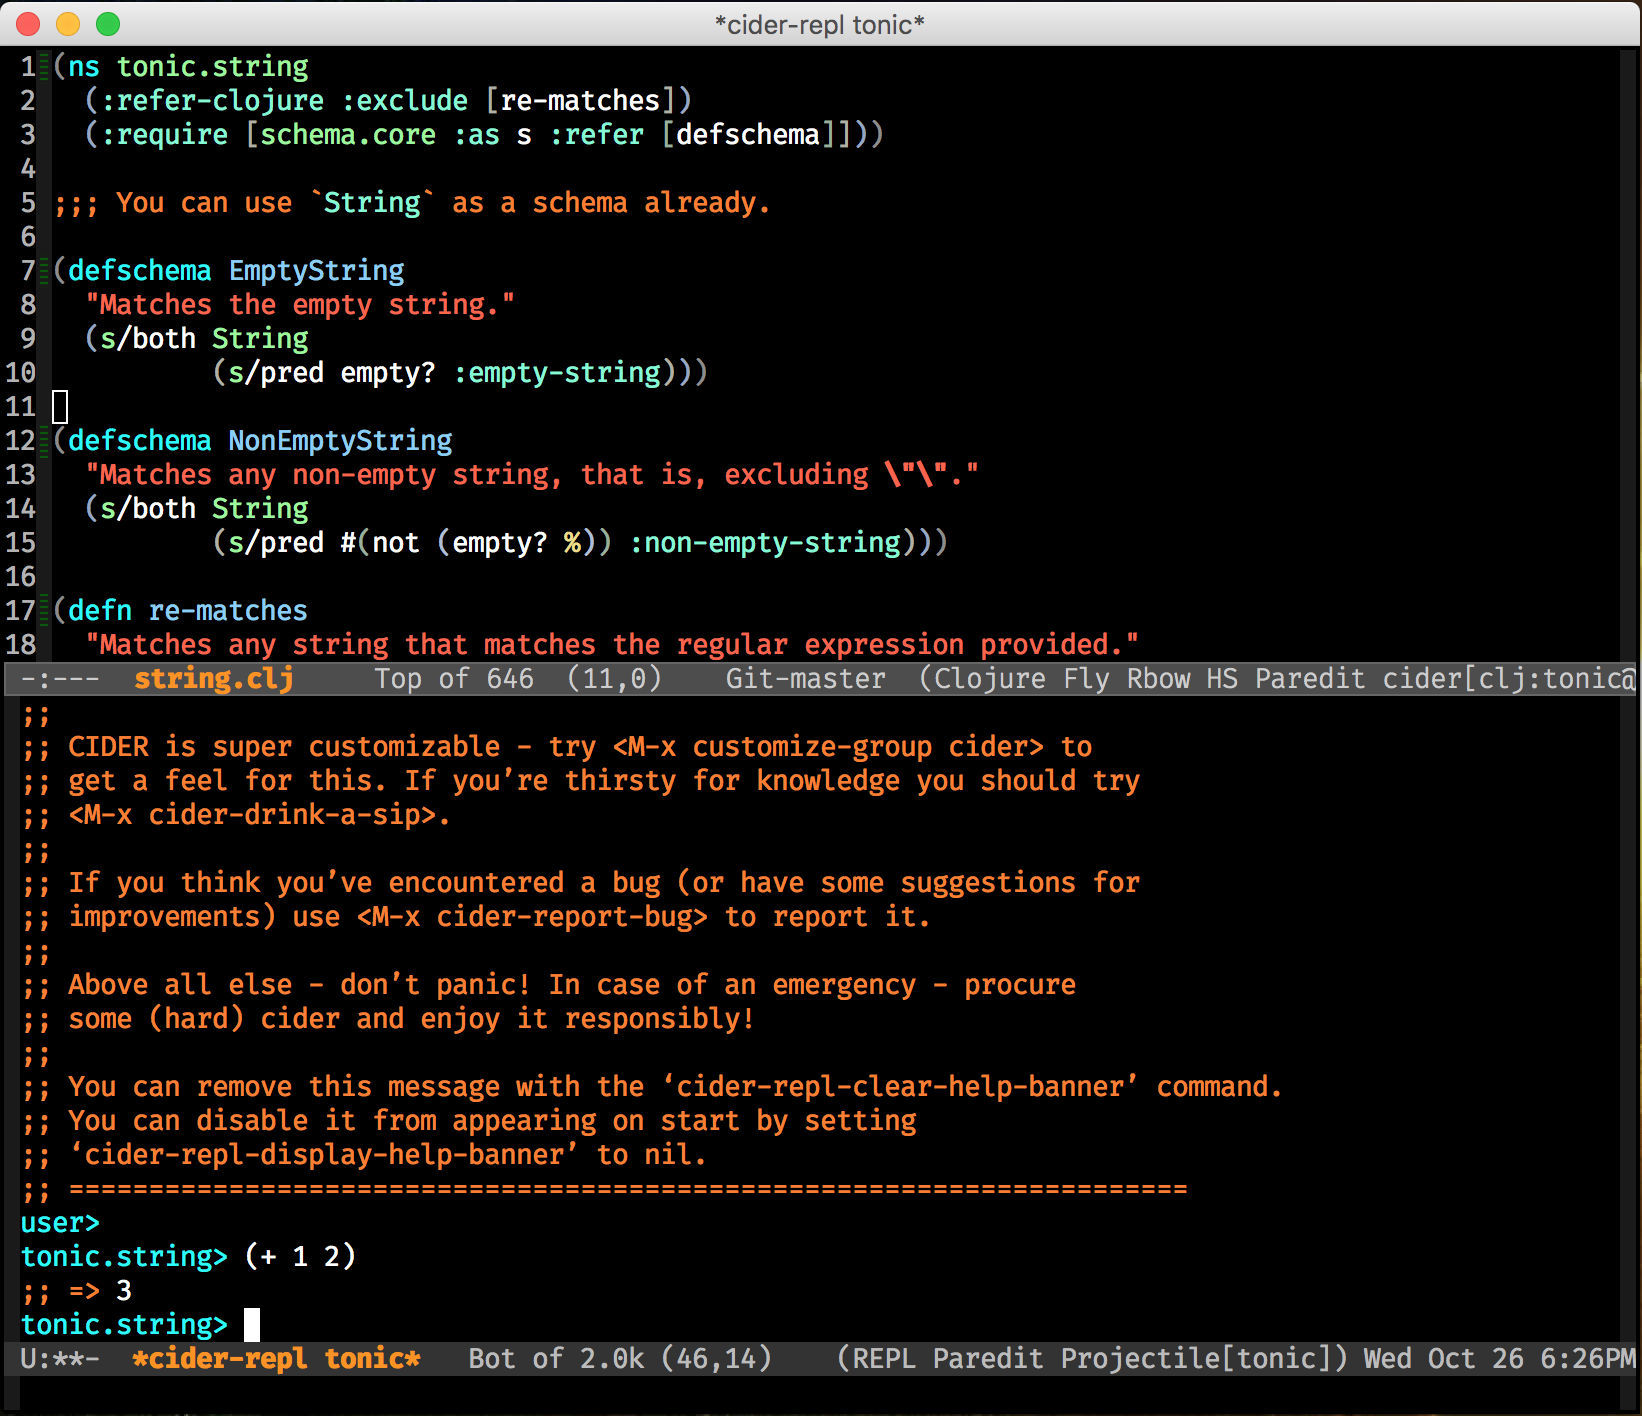 *cider-repl tonic*
1 (ns tonic.string
2   (:refer-clojure :exclude [re-matches])
3   (:require [schema.core :as s :refer [defschema]]))
4
5 ;;; You can use `String` as a schema already.
6
7 (defschema EmptyString
8   "Matches the empty string."
9   (s/both String
10           (s/pred empty? :empty-string)))
11
12 (defschema NonEmptyString
13   "Matches any non-empty string, that is, excluding \"\"."
14   (s/both String
15           (s/pred #(not (empty? %)) :non-empty-string)))
16
17 (defn re-matches
18   "Matches any string that matches the regular expression provided."
-:---  string.clj     Top of 646  (11,0)    Git-master  (Clojure Fly Rbow HS Paredit cider[clj:tonic@
;;
;; CIDER is super customizable - try <M-x customize-group cider> to
;; get a feel for this. If you’re thirsty for knowledge you should try
;; <M-x cider-drink-a-sip>.
;;
;; If you think you’ve encountered a bug (or have some suggestions for
;; improvements) use <M-x cider-report-bug> to report it.
;;
;; Above all else - don’t panic! In case of an emergency - procure
;; some (hard) cider and enjoy it responsibly!
;;
;; You can remove this message with the ‘cider-repl-clear-help-banner’ command.
;; You can disable it from appearing on start by setting
;; ‘cider-repl-display-help-banner’ to nil.
;; ======================================================================
user>
tonic.string> (+ 1 2)
;; => 3
tonic.string>
U:**-  *cider-repl tonic*   Bot of 2.0k (46,14)    (REPL Paredit Projectile[tonic]) Wed Oct 26 6:26PM